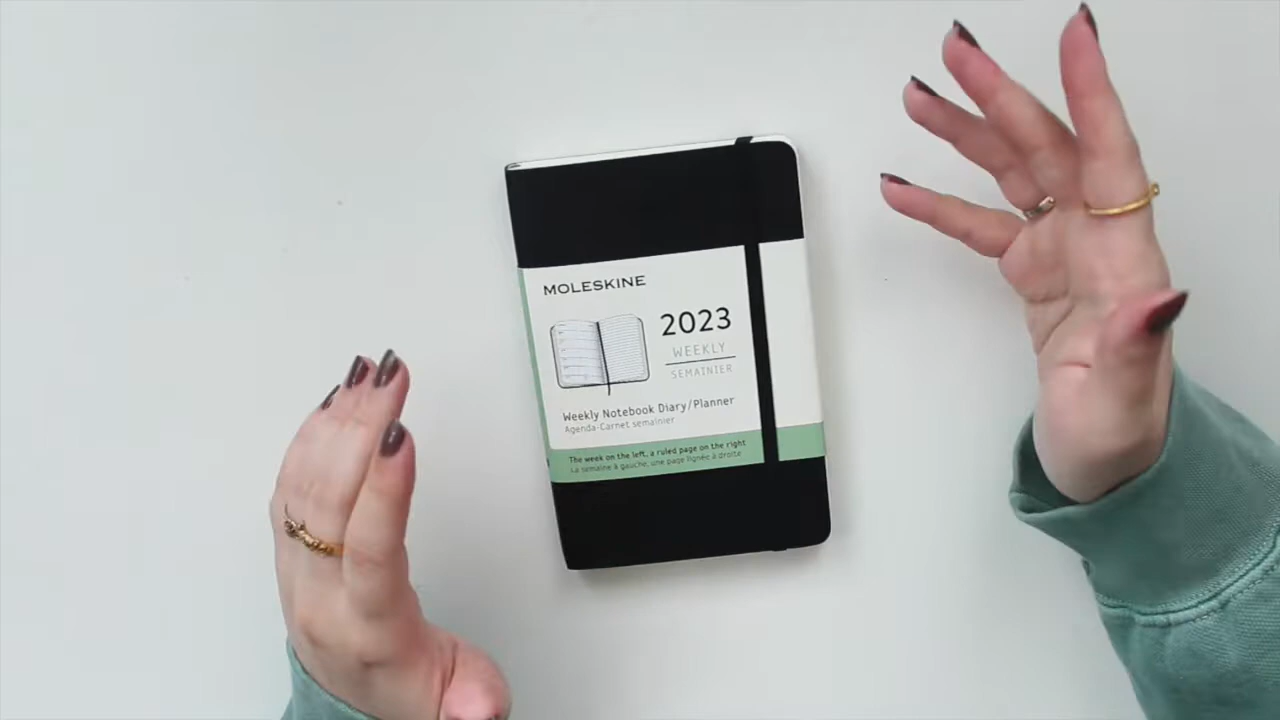 MOLESKINE
2023
WEEKLY
SEMAINIER
Weekly Notebook Diary/Planner
Agenda-Carnet semainier
The week on the left, a ruled page on the right
La semaine à gauche, une page lignée à droite